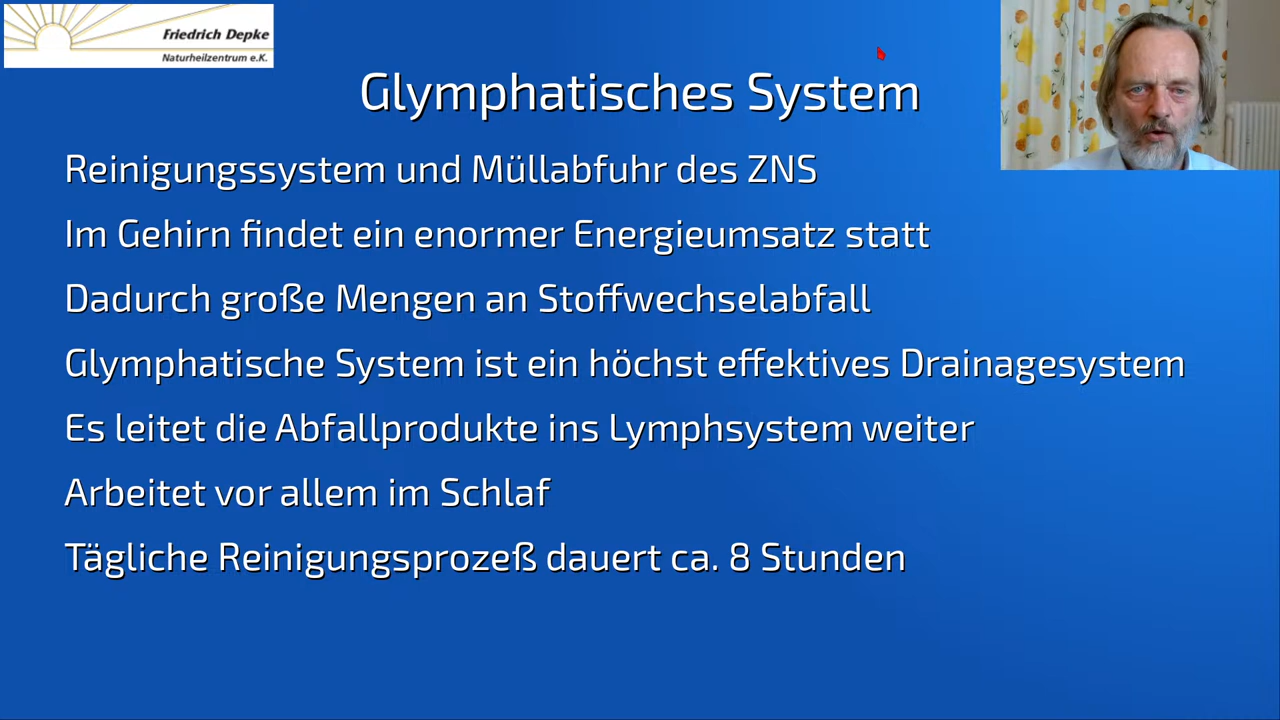 Friedrich Depke
Naturheilzentrum e.K.
Glymphatisches System
Reinigungssystem und Müllabfuhr des ZNS
Im Gehirn findet ein enormer Energieumsatz statt
Dadurch große Mengen an Stoffwechselabfall
Glymphatische System ist ein höchst effektives Drainagesystem
Es leitet die Abfallprodukte ins Lymphsystem weiter
Arbeitet vor allem im Schlaf
Tägliche Reinigungsprozeß dauert ca. 8 Stunden